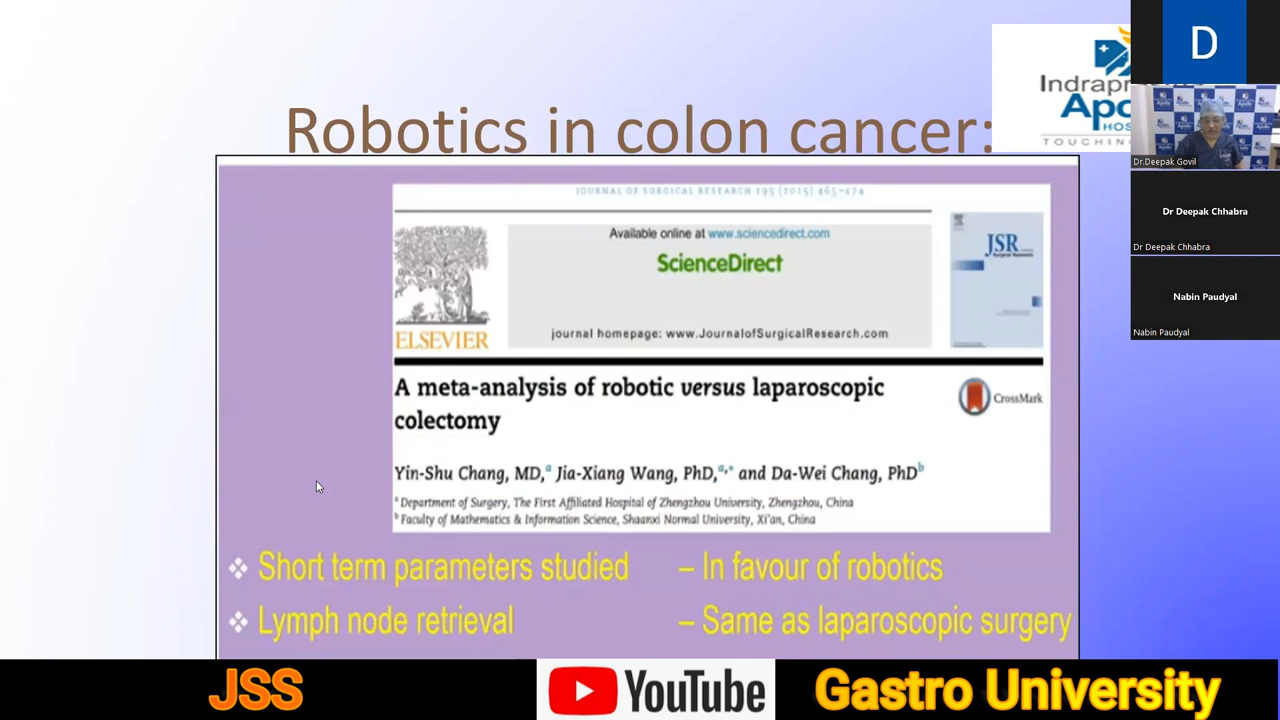 Robotics in colon cancer:
Apo
HOS
TOUCHIN
D
Apollo
Dr.Deepak Govil
Dr Deepak Chhabra
Dr Deepak Chhabra
Nabin Paudyal
Nabin Paudyal
JOURNAL OF SURGICAL RESEARCH 195 (2015) 465–474
Available online at www.sciencedirect.com
ScienceDirect
journal homepage: www.JournalofSurgicalResearch.com
ELSEVIER
JSR
A meta-analysis of robotic versus laparoscopic
colectomy
CrossMark
Yin-Shu Chang, MD,a Jia-Xiang Wang, PhD,a,* and Da-Wei Chang, PhDb
a Department of Surgery, The First Affiliated Hospital of Zhengzhou University, Zhengzhou, China
b Faculty of Mathematics & Information Science, Shaanxi Normal University, Xi'an, China
❖ Short term parameters studied – In favour of robotics
❖ Lymph node retrieval – Same as laparoscopic surgery
JSS YouTube Gastro University